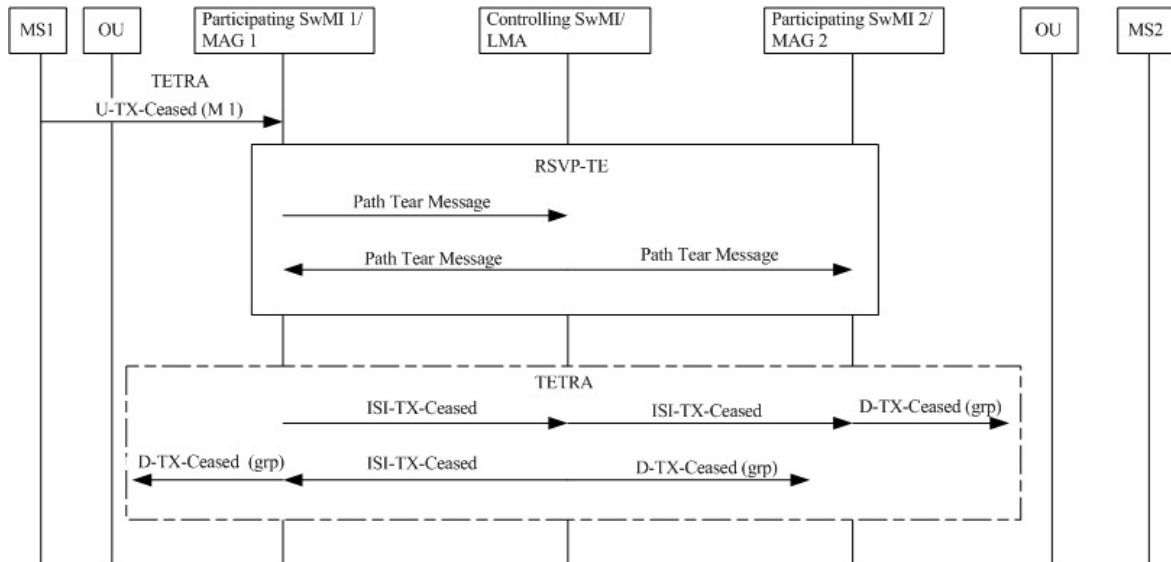 MS1
OU
Participating SwMI 1/
MAG 1
Controlling SwMI/
LMA
Participating SwMI 2/
MAG 2
OU
MS2
TETRA
U-TX-Ceased (M 1)
RSVP-TE
Path Tear Message
Path Tear Message
Path Tear Message
TETRA
ISI-TX-Ceased
ISI-TX-Ceased
D-TX-Ceased (grp)
D-TX-Ceased (grp)
ISI-TX-Ceased
D-TX-Ceased (grp)